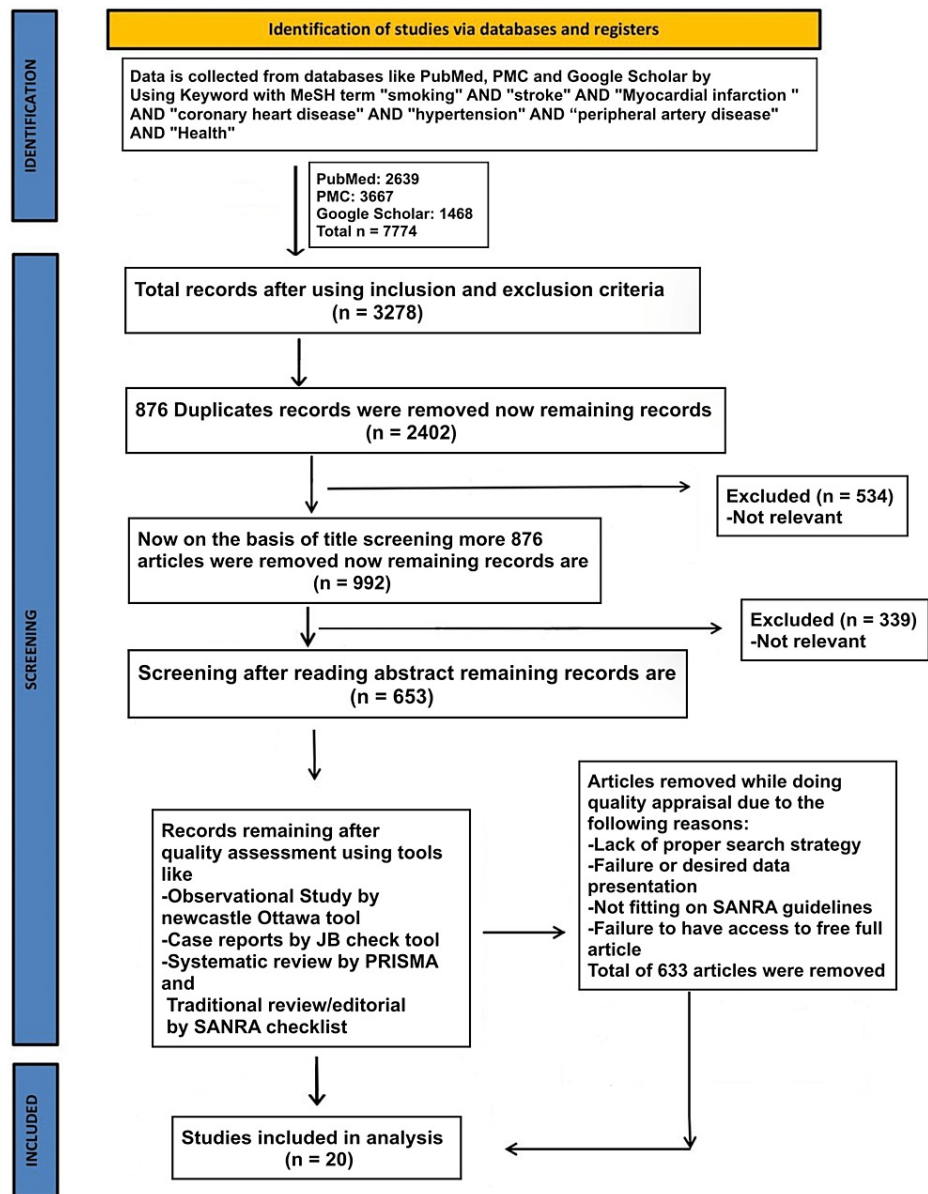 Identification of studies via databases and registers
IDENTIFICATION
Data is collected from databases like PubMed, PMC and Google Scholar by
Using Keyword with MeSH term "smoking" AND "stroke" AND "Myocardial infarction "
AND "coronary heart disease" AND "hypertension" AND “peripheral artery disease"
AND "Health"
PubMed: 2639
PMC: 3667
Google Scholar: 1468
Total n = 7774
SCREENING
Total records after using inclusion and exclusion criteria
(n = 3278)
876 Duplicates records were removed now remaining records
(n = 2402)
Excluded (n = 534)
-Not relevant
Now on the basis of title screening more 876
articles were removed now remaining records are
(n = 992)
Excluded (n = 339)
-Not relevant
Screening after reading abstract remaining records are
(n = 653)
Records remaining after
quality assessment using tools
like
-Observational Study by
newcastle Ottawa tool
-Case reports by JB check tool
-Systematic review by PRISMA
and
Traditional review/editorial
by SANRA checklist
Articles removed while doing
quality appraisal due to the
following reasons:
-Lack of proper search strategy
-Failure or desired data
presentation
-Not fitting on SANRA guidelines
-Failure to have access to free full
article
Total of 633 articles were removed
INCLUDED
Studies included in analysis
(n = 20)